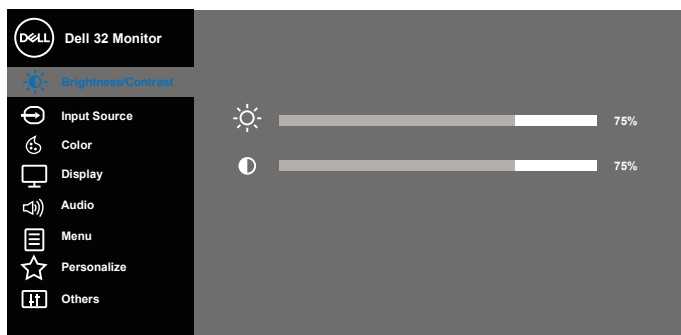 DELL
Dell 32 Monitor
Brightness/Contrast
Input Source
75%
Color
75%
Display
Audio
Menu
Personalize
Others